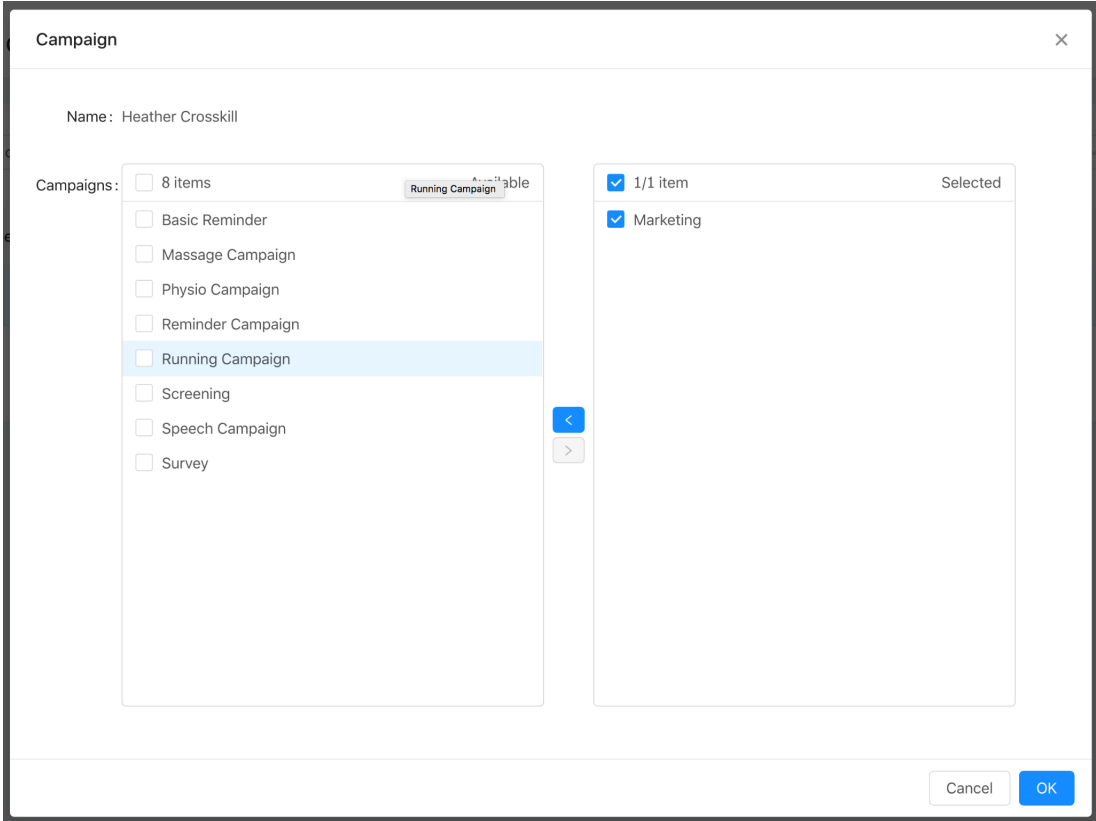 Campaign
Name : Heather Crosskill
Campaigns :
8 items
Running Campaign
Basic Reminder
Massage Campaign
Physio Campaign
Reminder Campaign
Running Campaign
Screening
Speech Campaign
Survey
1/1 item Selected
Marketing
Cancel OK